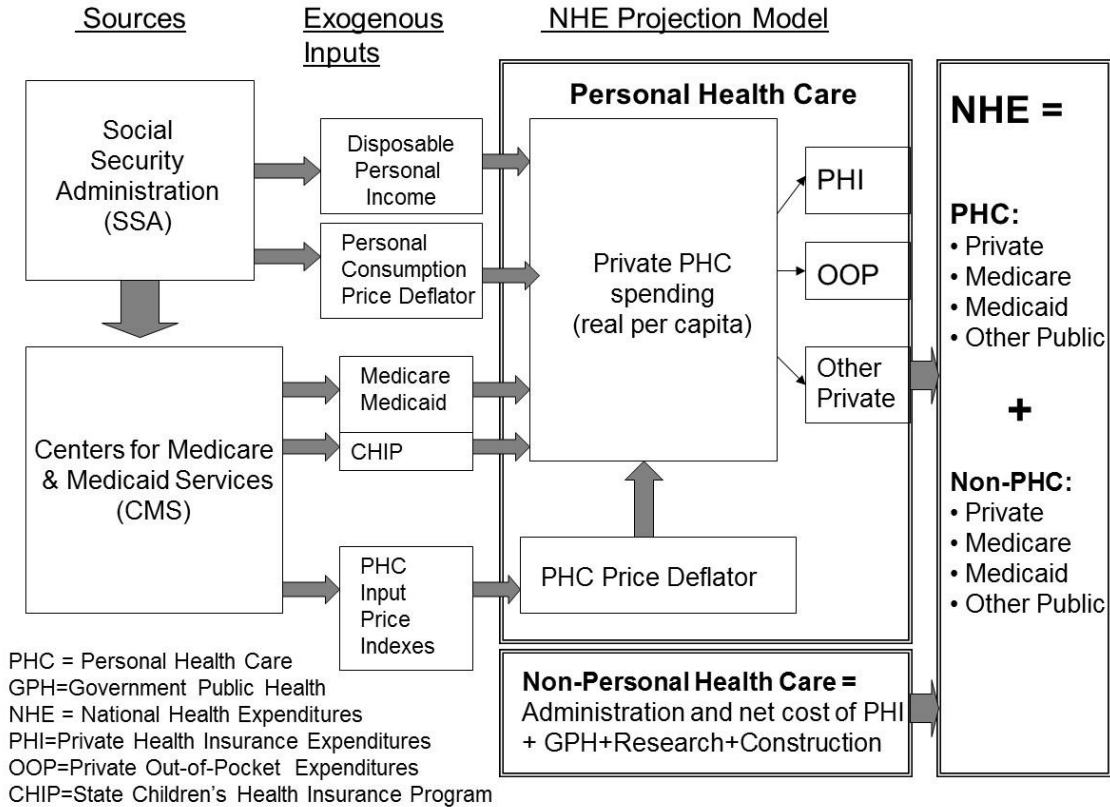 Sources
Exogenous
Inputs
NHE Projection Model
Social
Security
Administration
(SSA)
Disposable
Personal
Income
Personal
Consumption
Price Deflator
Centers for Medicare
& Medicaid Services
(CMS)
Medicare
Medicaid
CHIP
PHC
Input
Price
Indexes
Personal Health Care
Private PHC
spending
(real per capita)
PHI
OOP
Other
Private
PHC Price Deflator
Non-Personal Health Care =
Administration and net cost of PHI
+ GPH+Research+Construction
NHE =
PHC:
• Private
• Medicare
• Medicaid
• Other Public
+
Non-PHC:
• Private
• Medicare
• Medicaid
• Other Public
PHC = Personal Health Care
GPH=Government Public Health
NHE = National Health Expenditures
PHI=Private Health Insurance Expenditures
OOP=Private Out-of-Pocket Expenditures
CHIP=State Children's Health Insurance Program